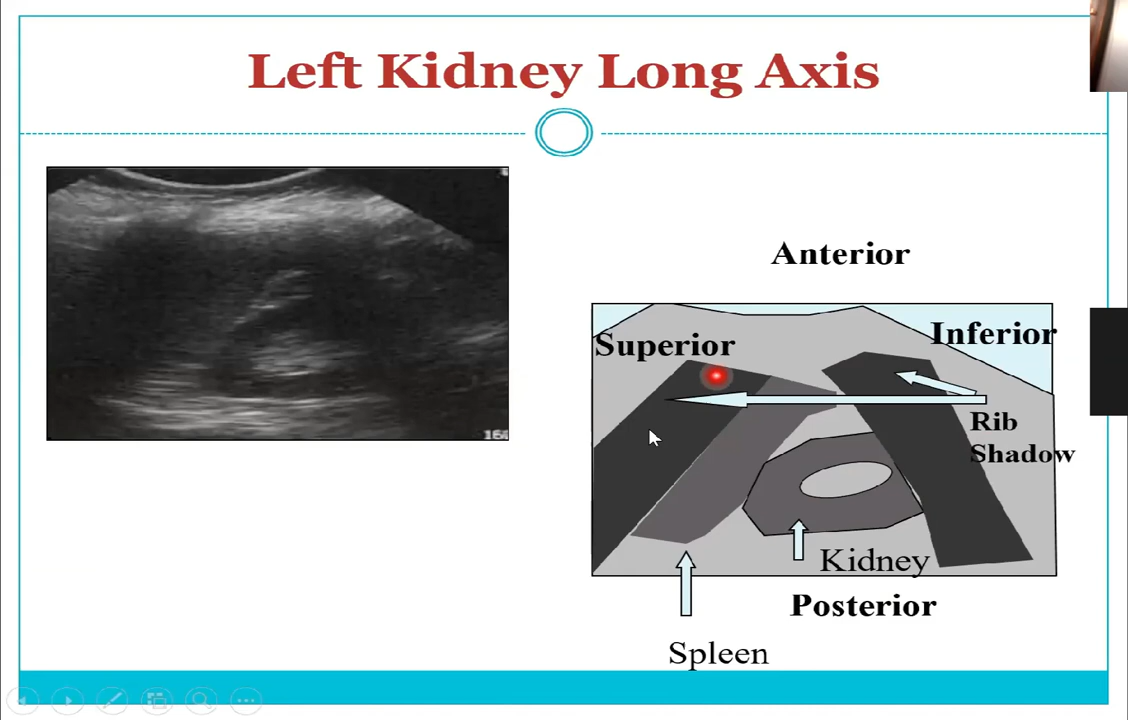 Left Kidney Long Axis
Anterior
Superior
Inferior
Rib
Shadow
Kidney
Posterior
Spleen